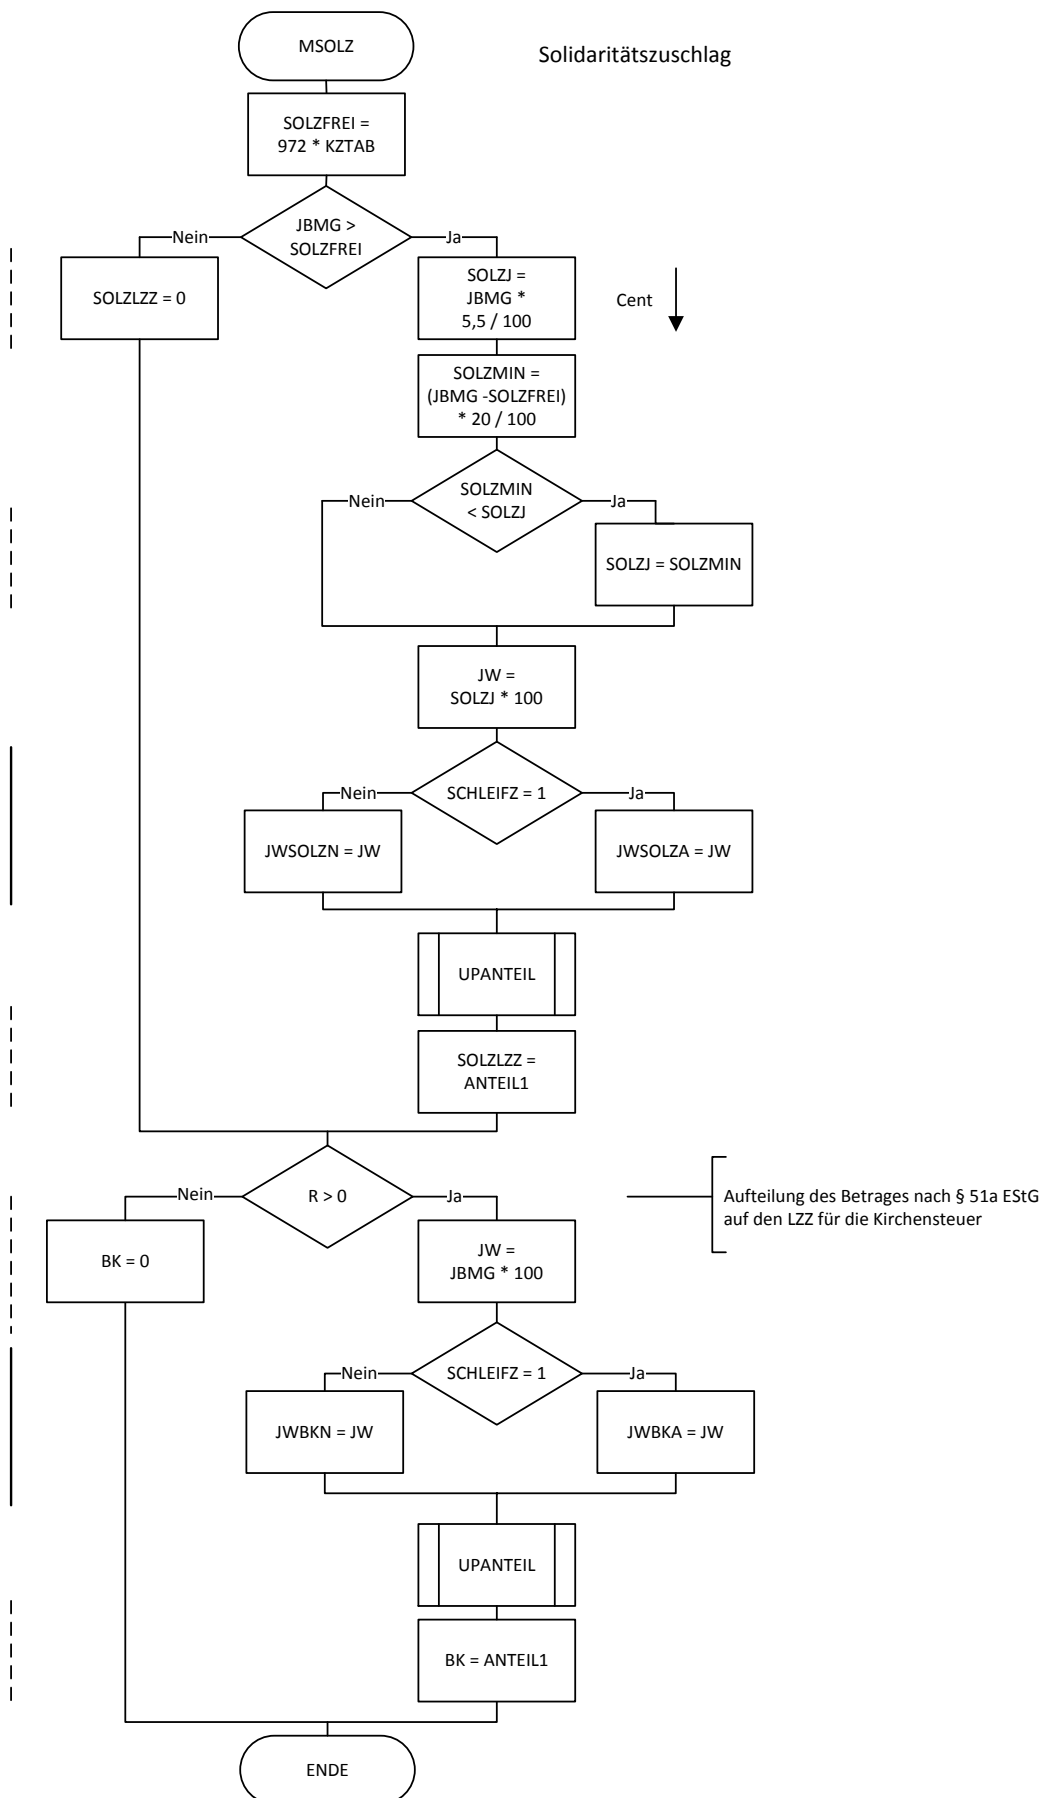 MSOLZ
Solidaritätszuschlag
SOLZFREI =
972 * KZTAB
JBMG >
SOLZFREI
Nein
Ja
SOLZLZZ = 0
SOLZJ =
JBMG *
5,5 / 100
Cent
SOLZMIN =
(JBMG -SOLZFREI)
* 20 / 100
SOLZMIN
< SOLZJ
Nein
Ja
SOLZJ = SOLZMIN
JW =
SOLZJ * 100
SCHLEIFZ = 1
Nein
Ja
JWSOLZN = JW
JWSOLZA = JW
UPANTEIL
SOLZLZZ =
ANTEIL1
R > 0
Nein
Ja
Aufteilung des Betrages nach § 51a EStG
auf den LZZ für die Kirchensteuer
BK = 0
JW =
JBMG * 100
SCHLEIFZ = 1
Nein
Ja
JWBKN = JW
JWBKA = JW
UPANTEIL
BK = ANTEIL1
ENDE